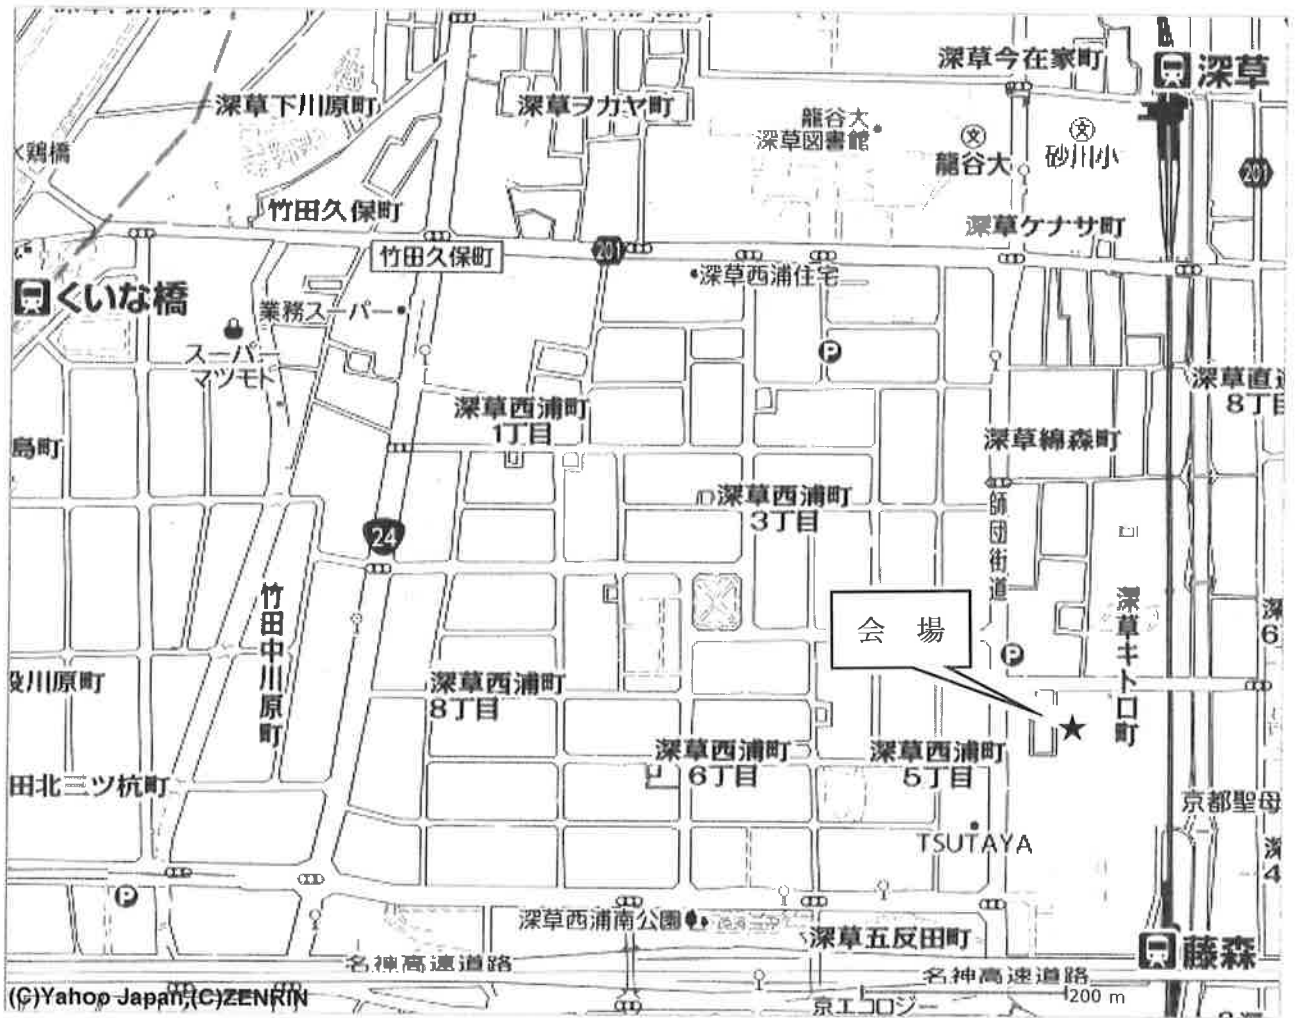 深草今在家町
深草
深草下川原町
深草ヲカヤ町
龍谷大
深草図書館
龍谷大
砂川小
鶏橋
201
竹田久保町
深草ケナサ町
竹田久保町
201
深草西浦住宅
くいな橋
業務スーパー
スーパー
マツモト
P
深草西浦町
1丁目
8丁目
深草綿森町
島町
深草西浦町
3丁目
師団街道
24
竹田中川原町
会 場
深草キトロ町
P
深草西浦町
8丁目
川原町
深草西浦町
6丁目
深草西浦町
5丁目
田北三ツ杭町
京都聖母
TSUTAYA
P
深草西浦南公園
深草五反田町
藤森
名神高速道路
名神高速道路
(C)Yahoo Japan,(C)ZENRIN
京エコロジー
200 m